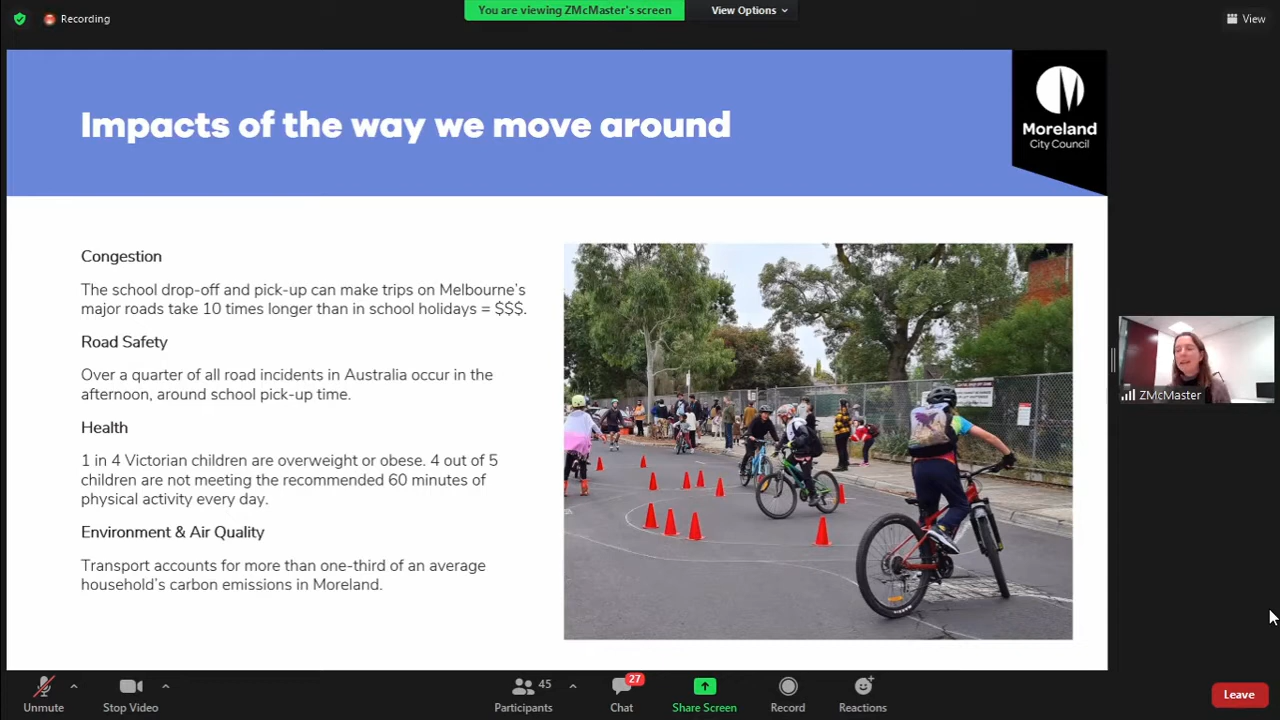 Recording
You are viewing ZMcMaster's screen
View Options
View
Impacts of the way we move around
Moreland
City Council
Congestion
The school drop-off and pick-up can make trips on Melbourne's
major roads take 10 times longer than in school holidays = $$$.
Road Safety
Over a quarter of all road incidents in Australia occur in the
afternoon, around school pick-up time.
Health
1 in 4 Victorian children are overweight or obese. 4 out of 5
children are not meeting the recommended 60 minutes of
physical activity every day.
Environment & Air Quality
Transport accounts for more than one-third of an average
household's carbon emissions in Moreland.
ZMcMaster
Unmute
Stop Video
45
Participants
27
Chat
Share Screen
Record
Reactions
Leave